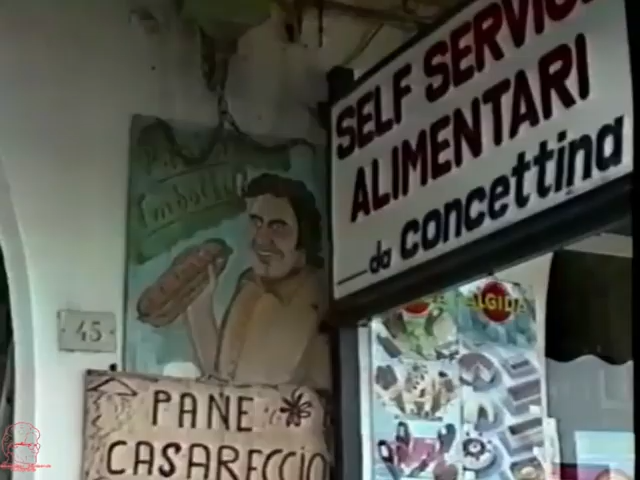 SELF SERVICE
ALIMENTARI
da concettina
45
PANE
CASARECCIO
ALGIDA